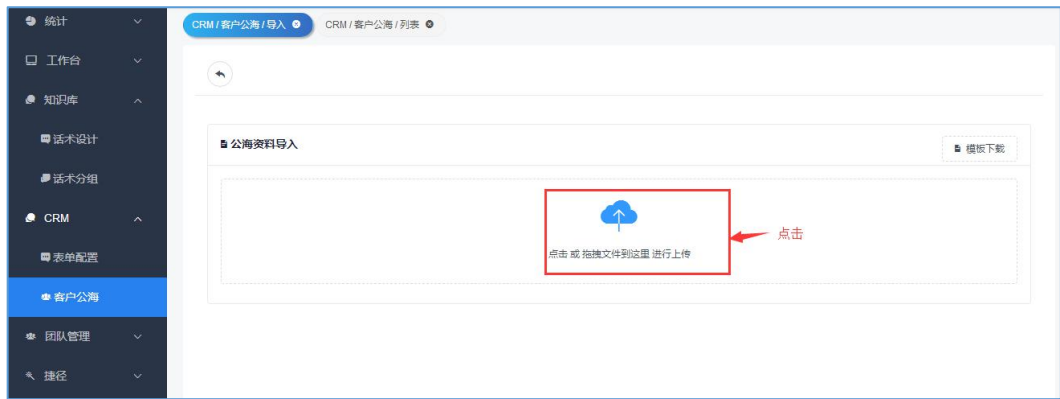 统计
CRM / 客户公海 / 导入
CRM / 客户公海 / 列表
工作台
知识库
话术设计
话术分组
CRM
表单配置
客户公海
团队管理
捷径
公海资料导入
模板下载
点击 或 拖拽文件到这里 进行上传
点击